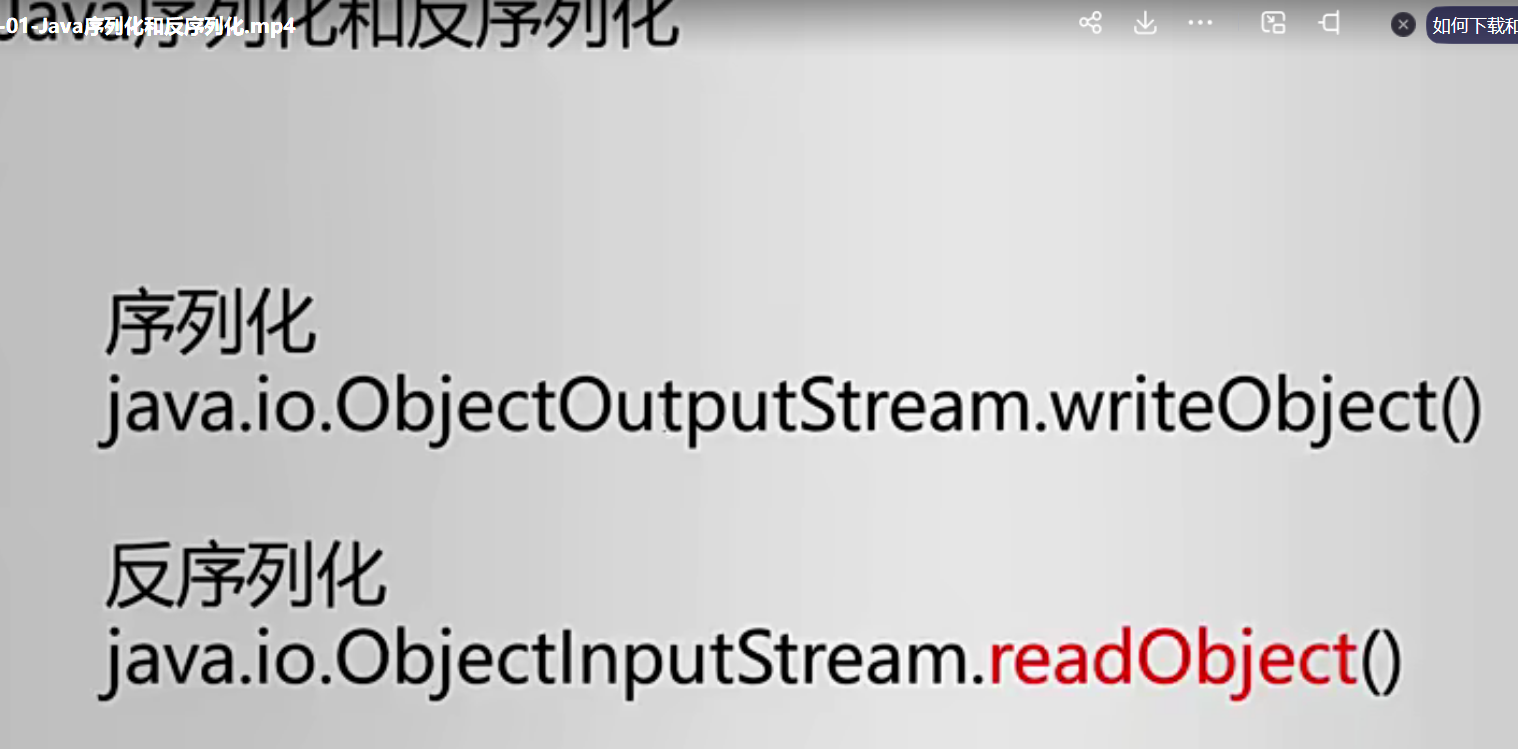 Java序列化和反序列化
-01-Java序列化和反序列化.mp4
如何下载和
序列化
java.io.ObjectOutputStream.writeObject()
反序列化
java.io.ObjectInputStream.readObject()